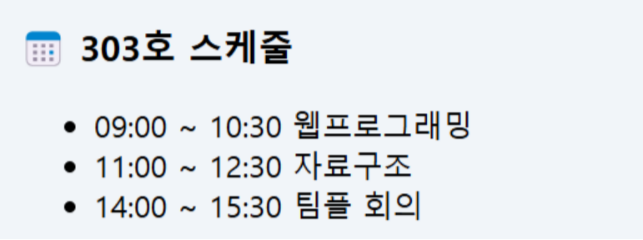 303호 스케줄
09:00 ~ 10:30 웹프로그래밍
11:00 ~ 12:30 자료구조
14:00 ~ 15:30 팀플 회의